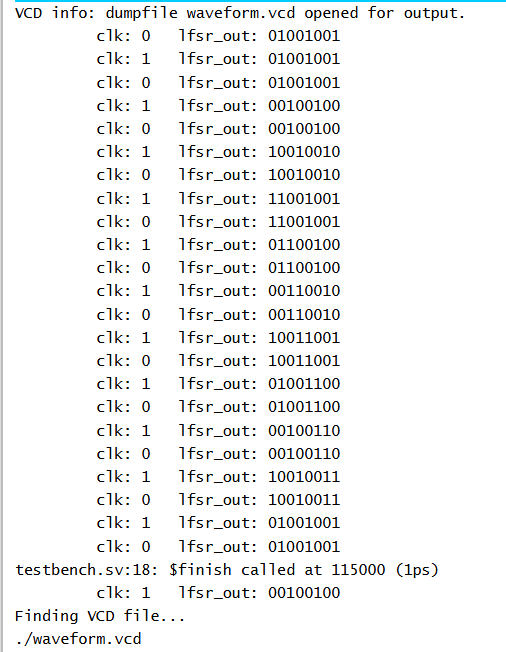 VCD info: dumpfile waveform.vcd opened for output.
clk: 0 lfsr_out: 01001001
clk: 1 lfsr_out: 01001001
clk: 0 lfsr_out: 01001001
clk: 1 lfsr_out: 00100100
clk: 0 lfsr_out: 00100100
clk: 1 lfsr_out: 10010010
clk: 0 lfsr_out: 10010010
clk: 1 lfsr_out: 11001001
clk: 0 lfsr_out: 11001001
clk: 1 lfsr_out: 01100100
clk: 0 lfsr_out: 01100100
clk: 1 lfsr_out: 00110010
clk: 0 lfsr_out: 00110010
clk: 1 lfsr_out: 10011001
clk: 0 lfsr_out: 10011001
clk: 1 lfsr_out: 01001100
clk: 0 lfsr_out: 01001100
clk: 1 lfsr_out: 00100110
clk: 0 lfsr_out: 00100110
clk: 1 lfsr_out: 10010011
clk: 0 lfsr_out: 10010011
clk: 1 lfsr_out: 01001001
clk: 0 lfsr_out: 01001001
testbench.sv:18: $finish called at 115000 (1ps)
clk: 1 lfsr_out: 00100100
Finding VCD file...
./waveform.vcd